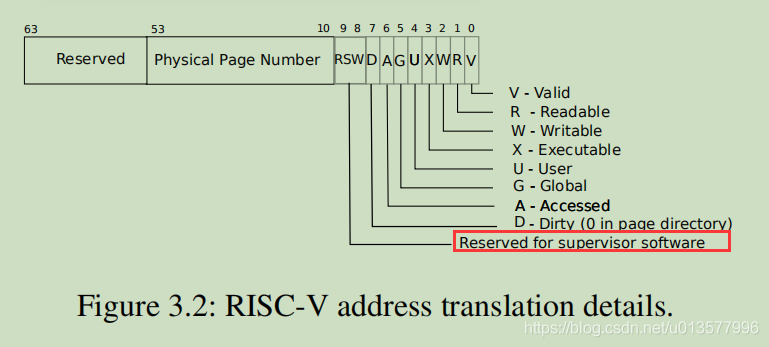 63 53 10 9 8 7 6 5 4 3 2 1 0
Reserved Physical Page Number RSW D A G U X W R V
V - Valid
R - Readable
W - Writable
X - Executable
U - User
G - Global
A - Accessed
D - Dirty (0 in page directory)
Reserved for supervisor software
Figure 3.2: RISC-V address translation details.
https://blog.csdn.net/u013577996